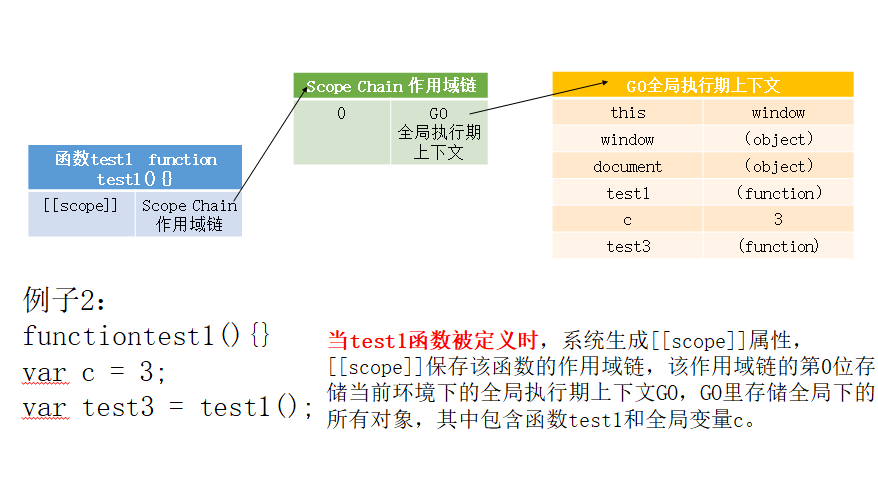 Scope Chain 作用域链
0
GO
全局执行期
上下文
GO全局执行期上下文
this window
window (object)
document (object)
test1 (function)
c 3
test3 (function)
函数test1 function
test1(){}
[[scope]]
Scope Chain
作用域链
例子2:
functiontest1(){}
var c = 3;
var test3 = test1();
当test1函数被定义时，系统生成[[scope]]属性，
[[scope]]保存该函数的作用域链，该作用域链的第0位存
储当前环境下的全局执行期上下文GO，GO里存储全局下的
所有对象，其中包含函数test1和全局变量c。